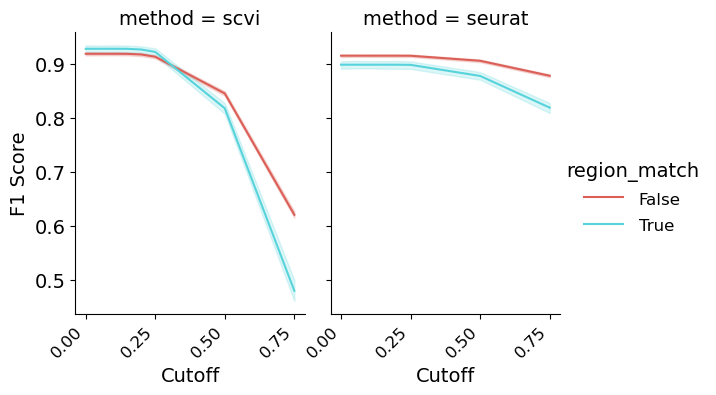 method = scvi
method = seurat
F1 Score
0.9
0.8
0.7
0.6
0.5
0.00
0.25
0.50
0.75
Cutoff
0.00
0.25
0.50
0.75
Cutoff
region_match
False
True